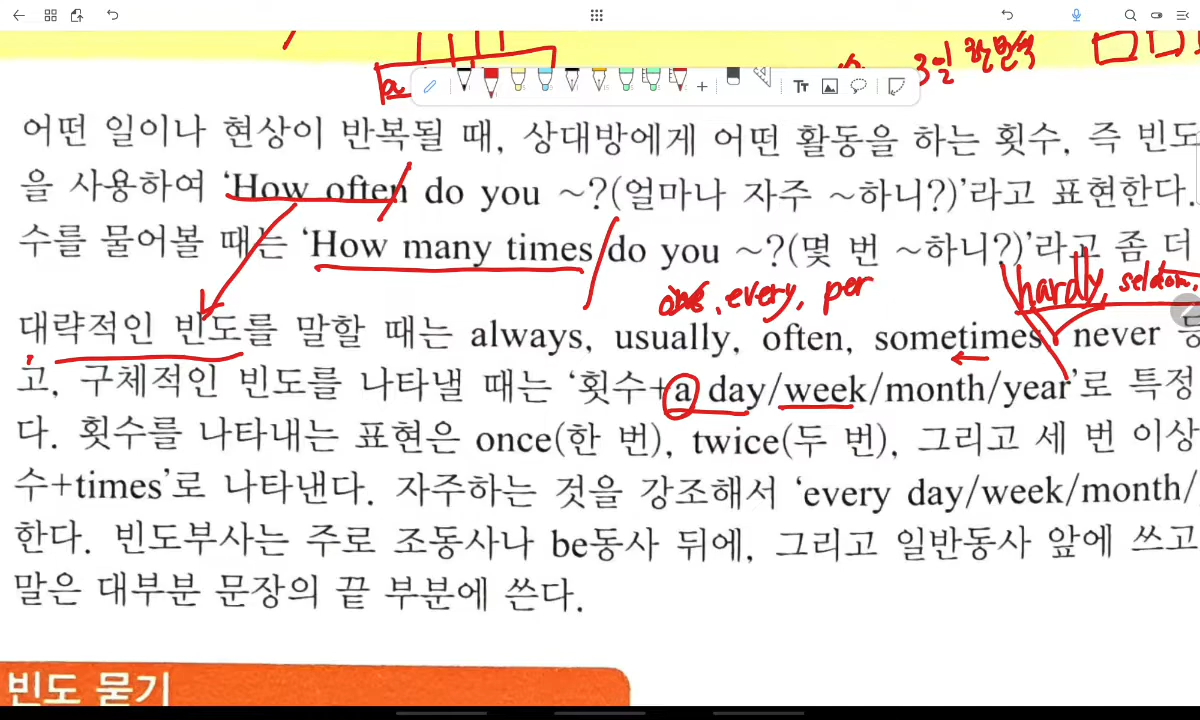 3일 한번씩
a
Tт
어떤 일이나 현상이 반복될 때, 상대방에게 어떤 활동을 하는 횟수, 즉 빈도
을 사용하여 ‘How often do you ~?(얼마나 자주 ~하니?)’라고 표현한다.
수를 물어볼 때는 ‘How many times do you ~?(몇 번 ~하니?)’라고 좀 더
one, every, per hardly, seldom,
대략적인 빈도를 말할 때는 always, usually, often, sometimes, never 등
고, 구체적인 빈도를 나타낼 때는 ‘횟수+a day/week/month/year’로 특정
다. 횟수를 나타내는 표현은 once(한 번), twice(두 번), 그리고 세 번 이상
수+times’로 나타낸다. 자주하는 것을 강조해서 ‘every day/week/month/
한다. 빈도부사는 주로 조동사나 be동사 뒤에, 그리고 일반동사 앞에 쓰고
말은 대부분 문장의 끝 부분에 쓴다.
빈도 묻기